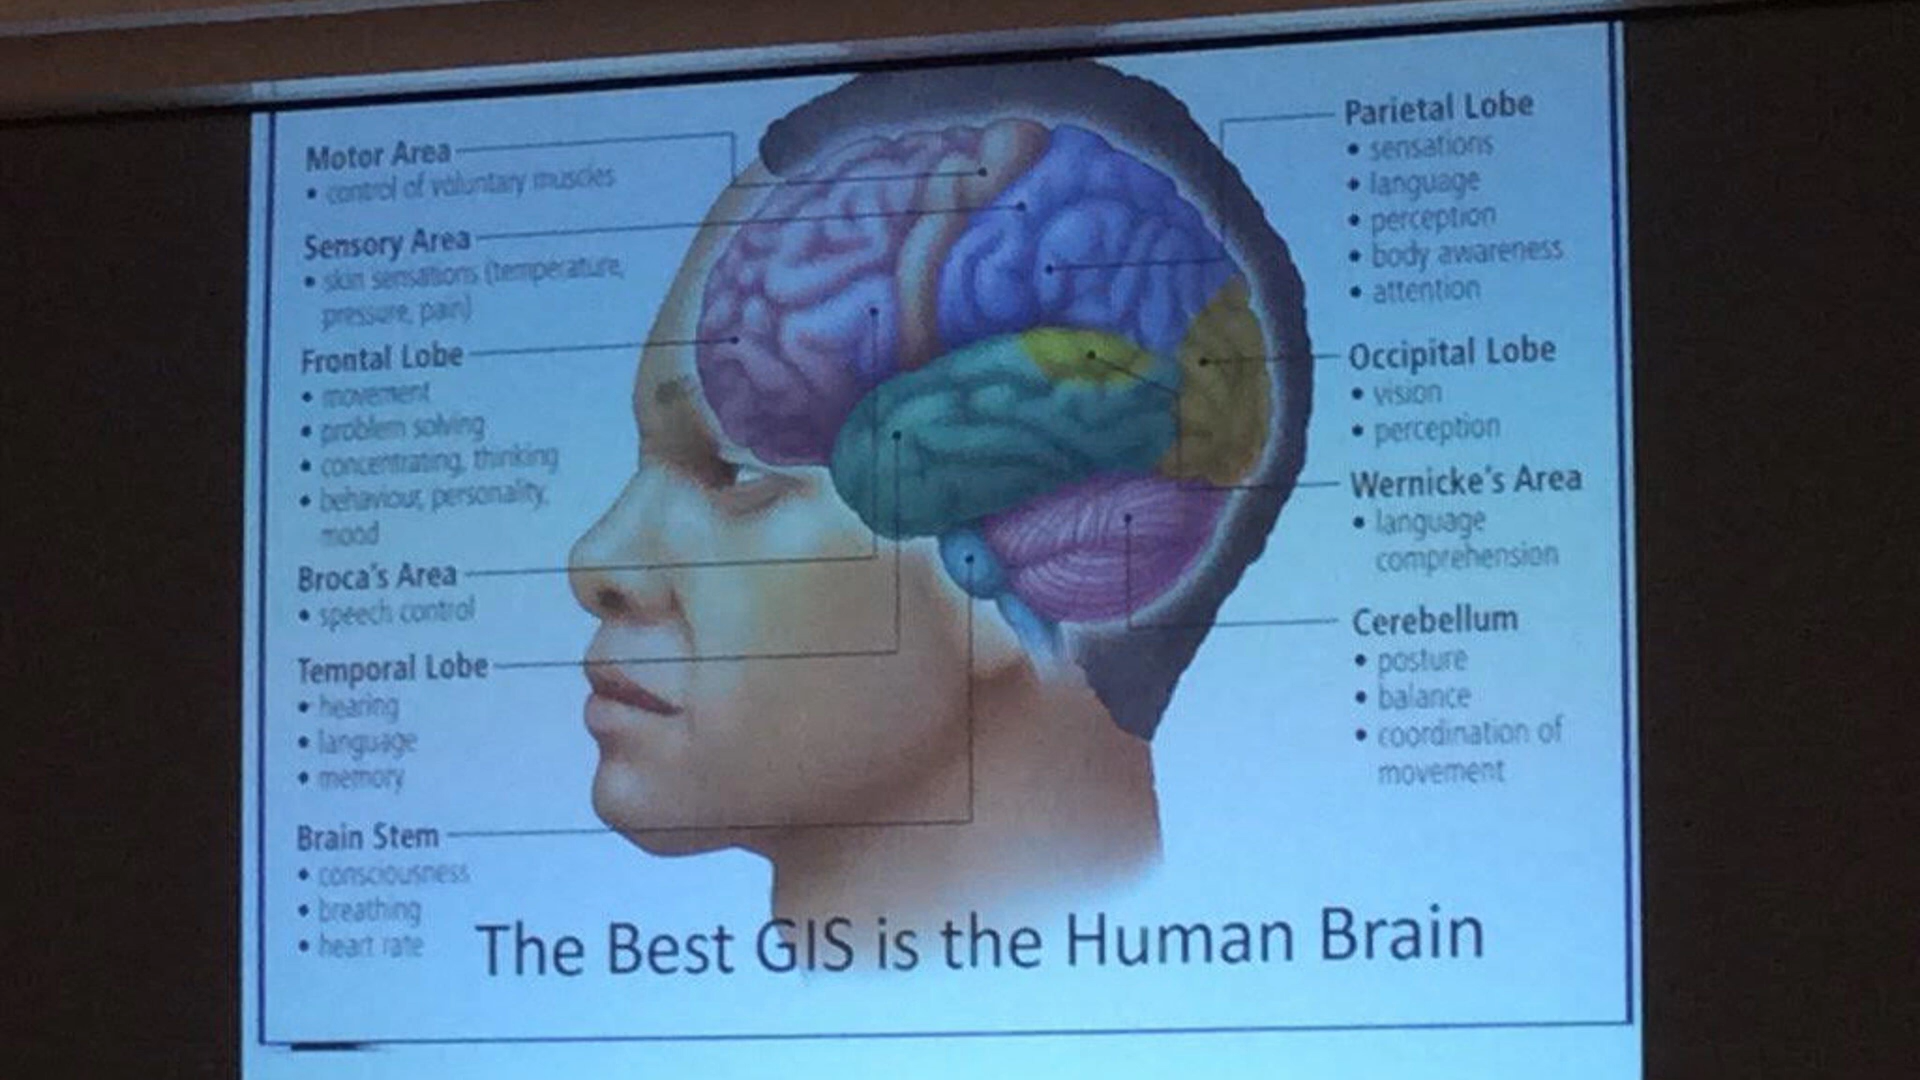 Motor Area
• control of voluntary muscles
Sensory Area
• skin sensations (temperature,
pressure, pain)
Frontal Lobe
• movement
• problem solving
• concentrating, thinking
• behaviour, personality,
mood
Broca's Area
• speech control
Temporal Lobe
• hearing
• language
• memory
Brain Stem
• consciousness
• breathing
• heart rate
Parietal Lobe
• sensations
• language
• perception
• body awareness
• attention
Occipital Lobe
• vision
• perception
Wernicke's Area
• language
comprehension
Cerebellum
• posture
• balance
• coordination of
movement
The Best GIS is the Human Brain